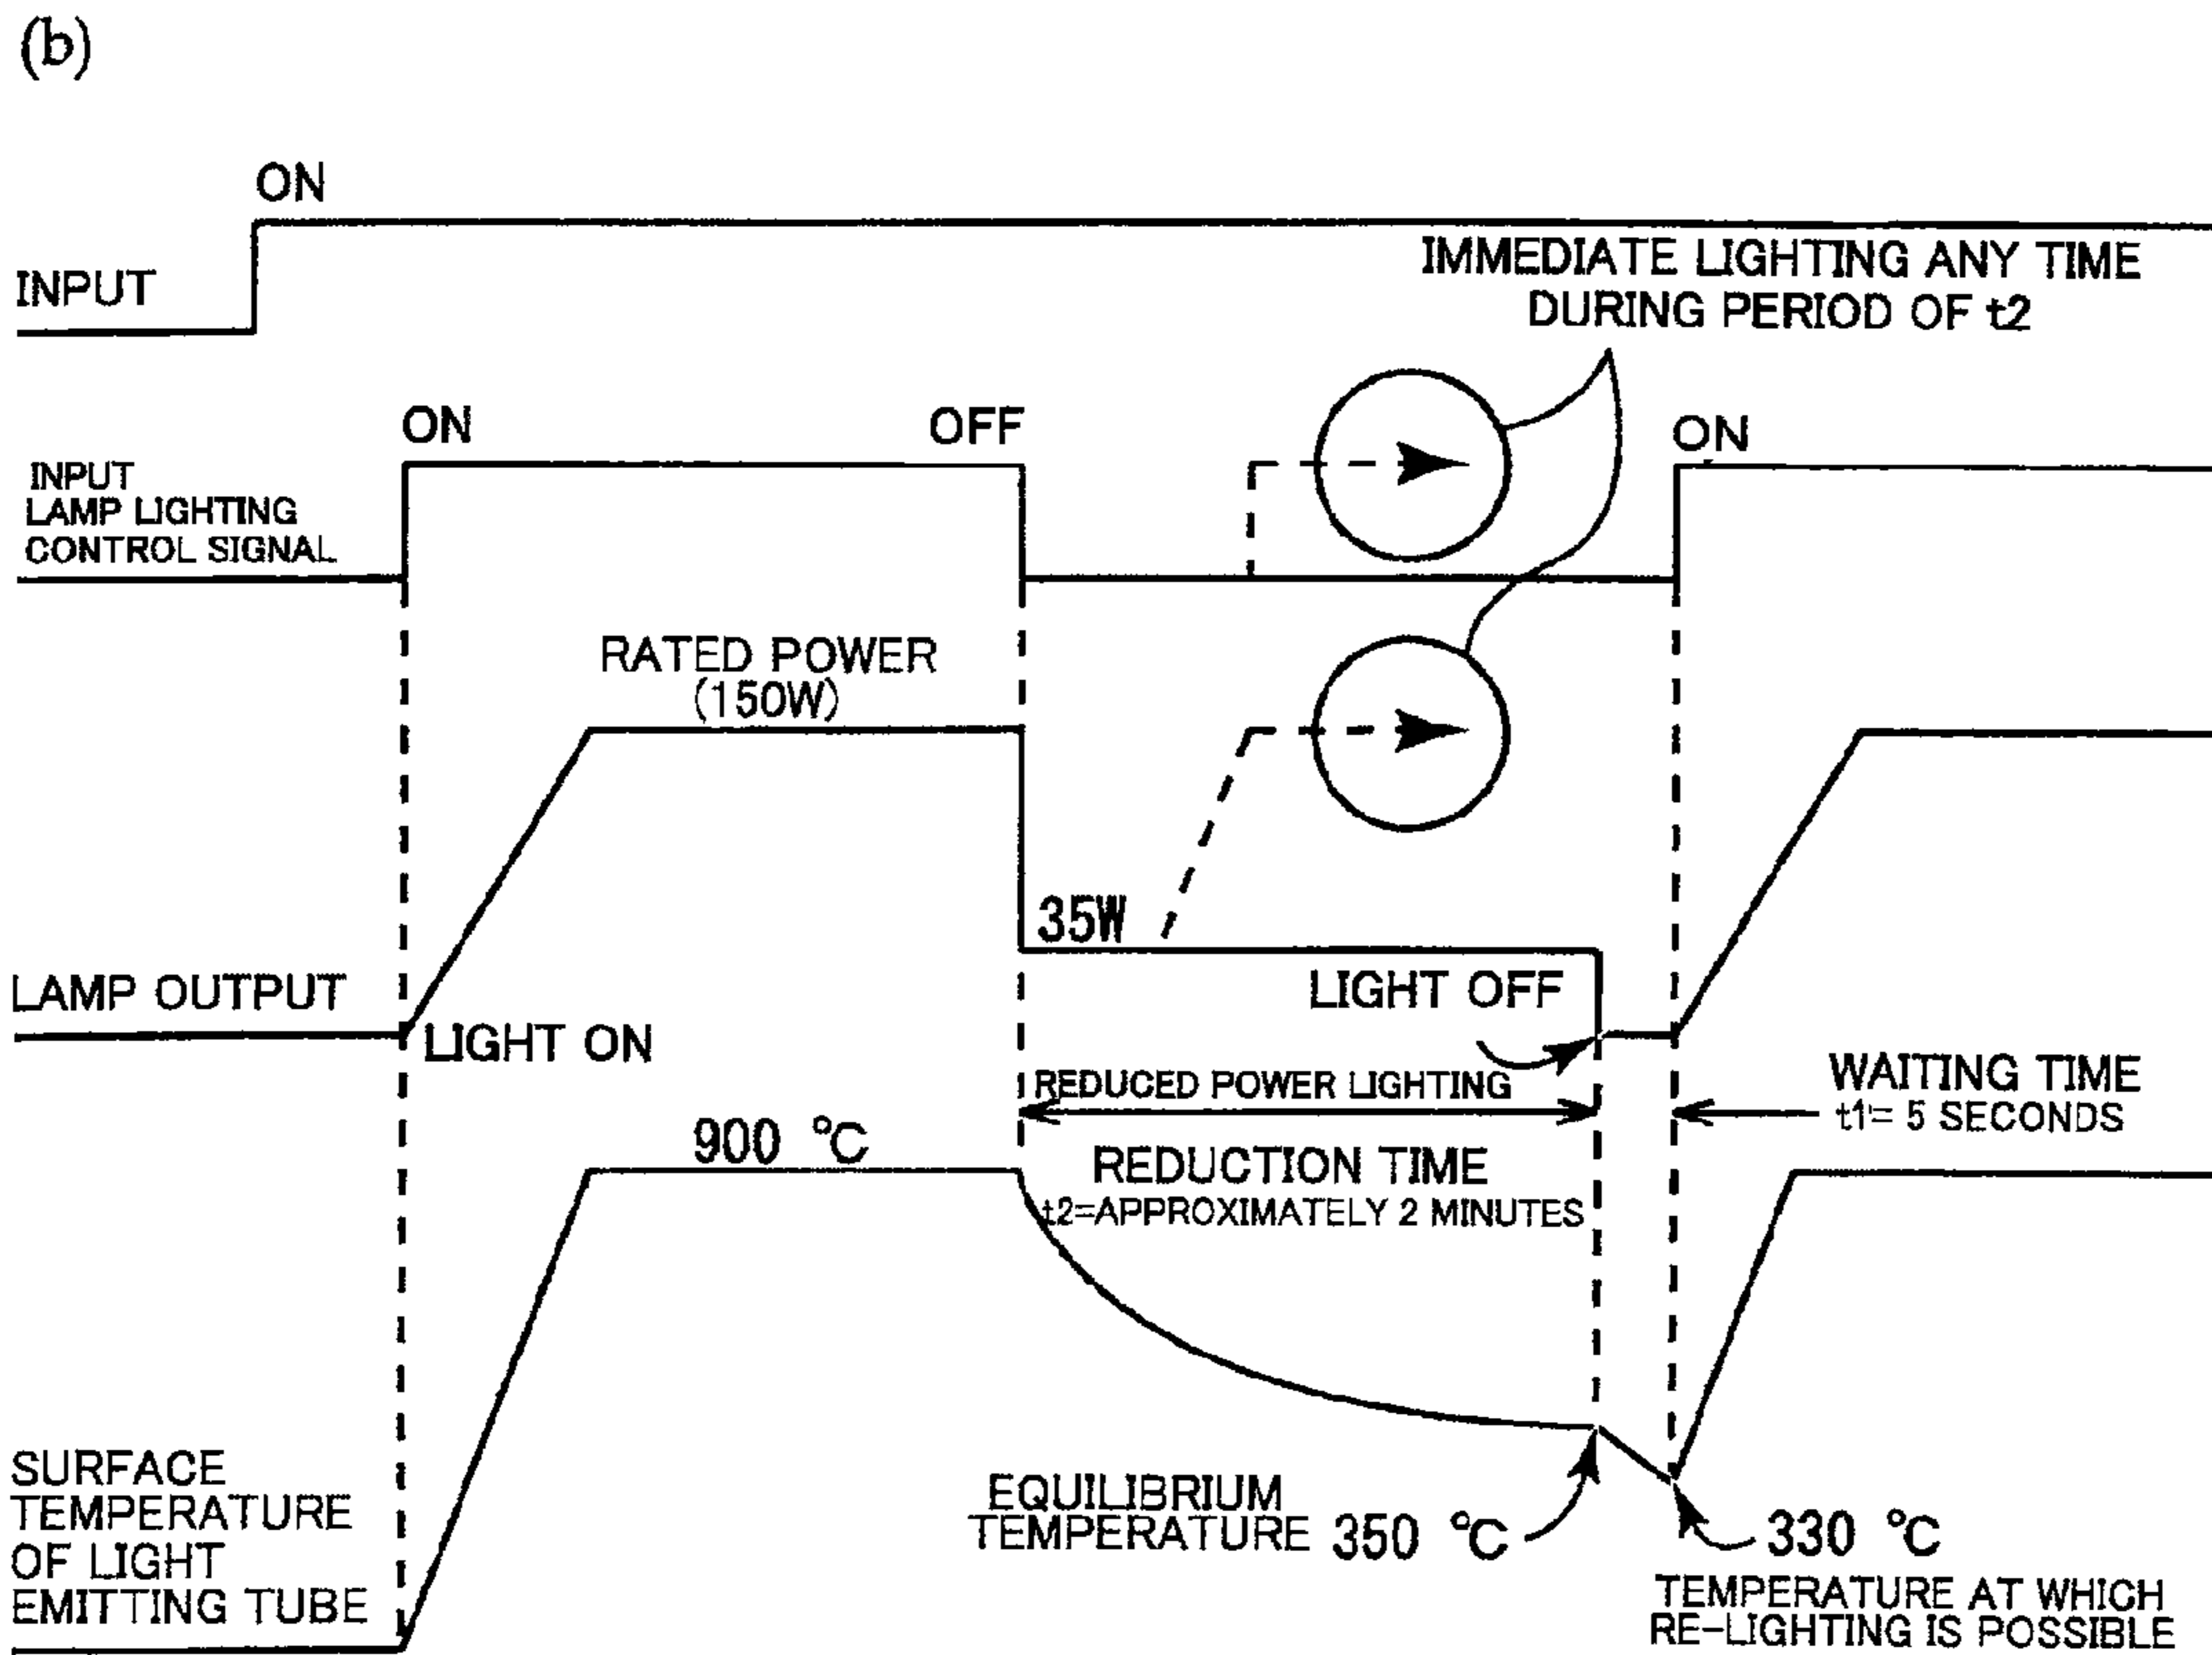 (b)
ON
INPUT
IMMEDIATE LIGHTING ANY TIME
DURING PERIOD OF t2
ON
OFF
ON
INPUT
LAMP LIGHTING
CONTROL SIGNAL
RATED POWER
(150W)
35W
LAMP OUTPUT
LIGHT OFF
LIGHT ON
REDUCED POWER LIGHTING
WAITING TIME
t1= 5 SECONDS
900 °C
REDUCTION TIME
t2=APPROXIMATELY 2 MINUTES
SURFACE
TEMPERATURE
OF LIGHT
EMITTING TUBE
EQUILIBRIUM
TEMPERATURE 350 °C
330 °C
TEMPERATURE AT WHICH
RE-LIGHTING IS POSSIBLE